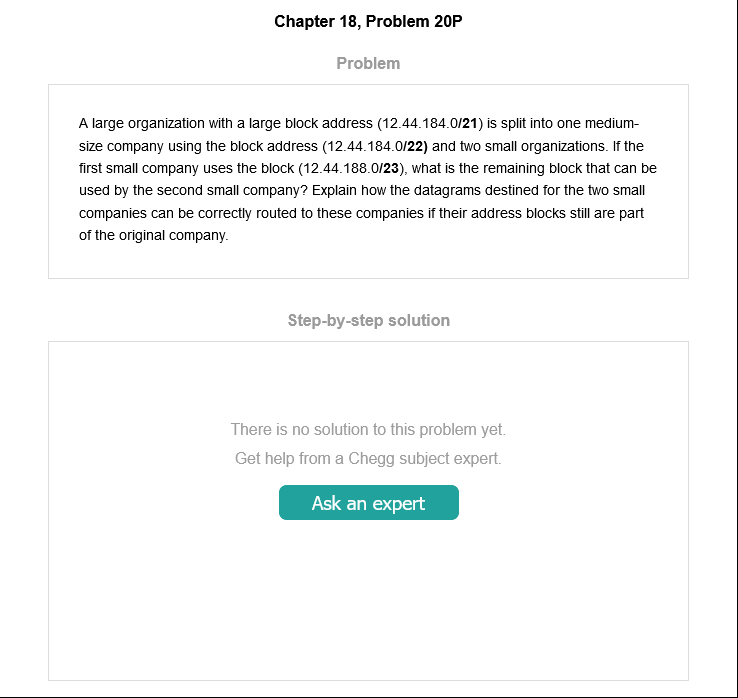 Chapter 18, Problem 20P
Problem
A large organization with a large block address (12.44.184.0/21) is split into one medium-
size company using the block address (12.44.184.0/22) and two small organizations. If the
first small company uses the block (12.44.188.0/23), what is the remaining block that can be
used by the second small company? Explain how the datagrams destined for the two small
companies can be correctly routed to these companies if their address blocks still are part
of the original company.
Step-by-step solution
There is no solution to this problem yet.
Get help from a Chegg subject expert.
Ask an expert